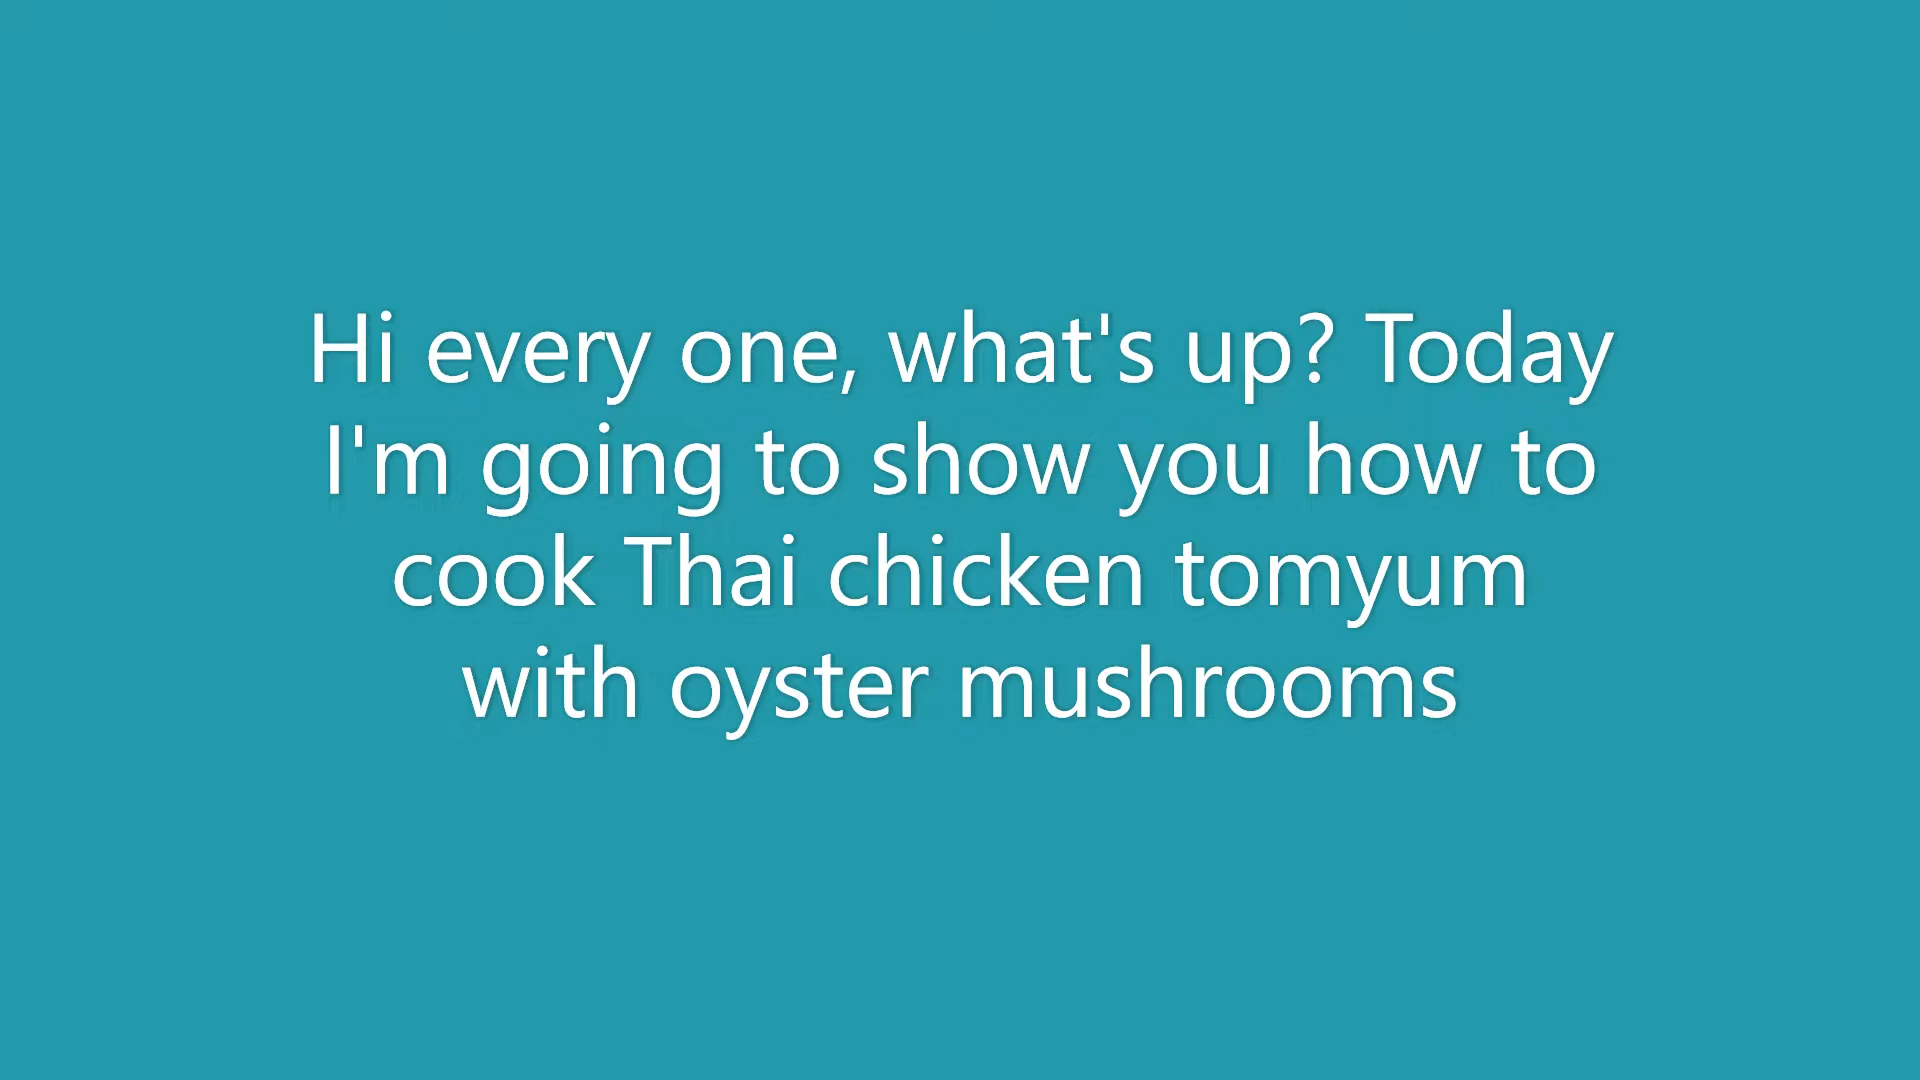 Hi every one, what's up? Today
I'm going to show you how to
cook Thai chicken tomyum
with oyster mushrooms